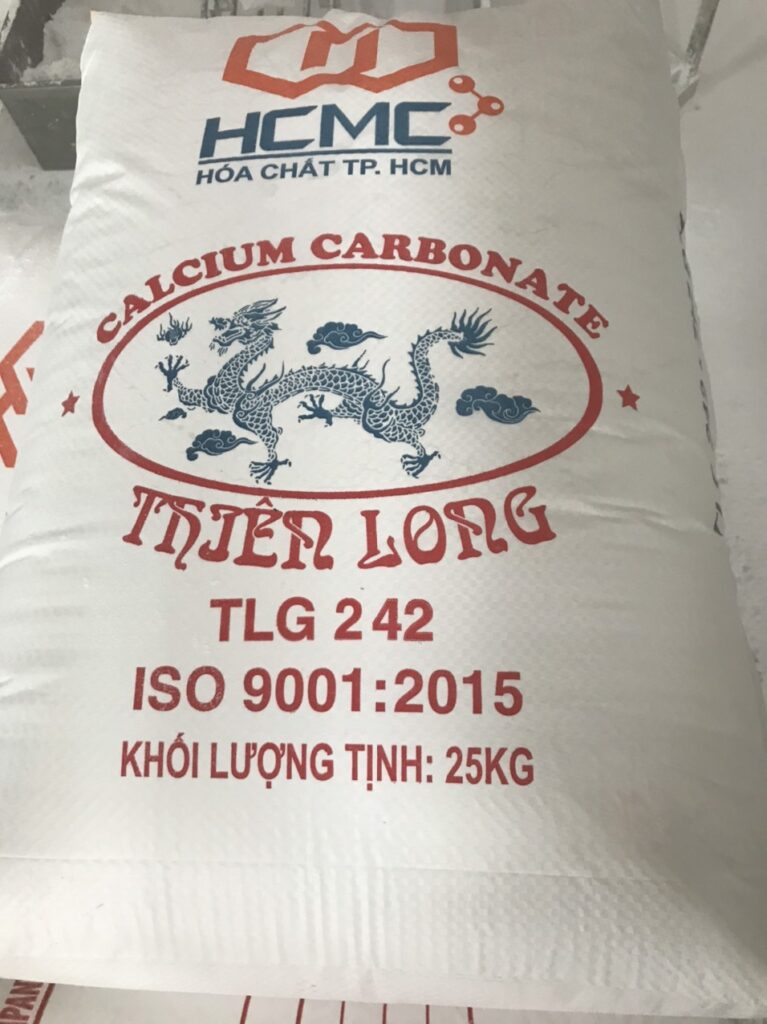 HCMC
HÓA CHẤT TP. HCM
CALCIUM CARBONATE
THIÊN LONG
TLG 242
ISO 9001:2015
KHỐI LƯỢNG TỊNH: 25KG